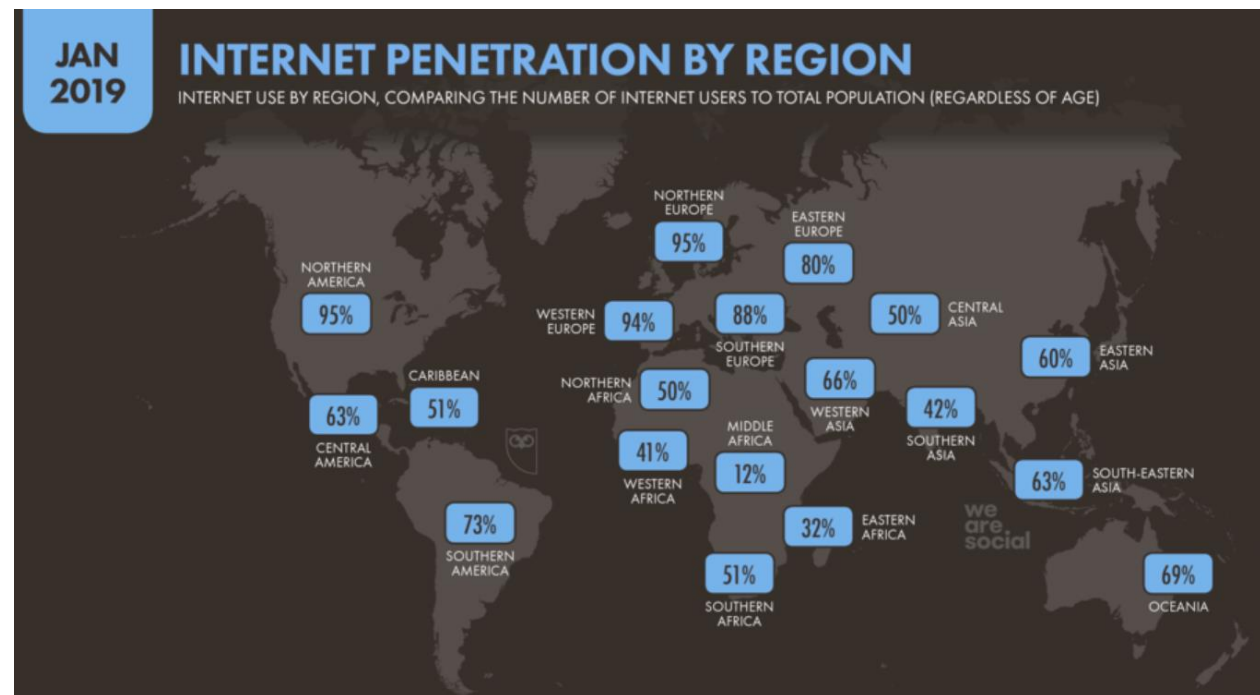 JAN
2019
INTERNET PENETRATION BY REGION
INTERNET USE BY REGION, COMPARING THE NUMBER OF INTERNET USERS TO TOTAL POPULATION (REGARDLESS OF AGE)
NORTHERN
EUROPE
95%
EASTERN
EUROPE
80%
NORTHERN
AMERICA
95%
WESTERN
EUROPE
94%
88%
SOUTHERN
EUROPE
50%
CENTRAL
ASIA
60%
EASTERN
ASIA
CARIBBEAN
51%
63%
CENTRAL
AMERICA
NORTHERN
AFRICA
50%
66%
WESTERN
ASIA
42%
SOUTHERN
ASIA
41%
WESTERN
AFRICA
MIDDLE
AFRICA
12%
63%
SOUTH-EASTERN
ASIA
73%
SOUTHERN
AMERICA
32%
EASTERN
AFRICA
we
are
social
51%
SOUTHERN
AFRICA
69%
OCEANIA